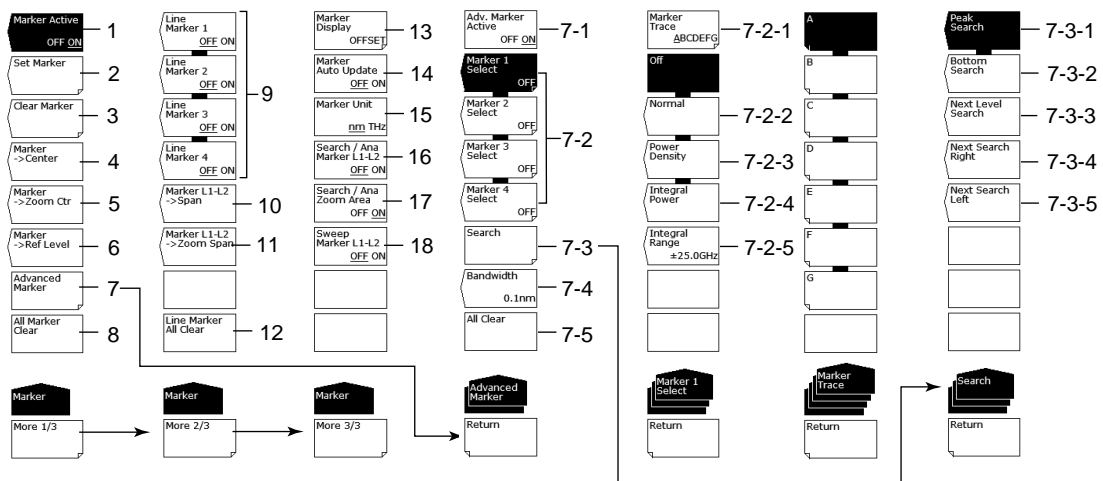 Marker Active
OFF ON
1
Set Marker
2
Clear Marker
3
Marker
->Center
4
Marker
->Zoom Ctr
5
Marker
->Ref Level
6
Advanced
Marker
7
All Marker
Clear
8
Marker
More 1/3
Line
Marker 1
OFF ON
Line
Marker 2
OFF ON
Line
Marker 3
OFF ON
Line
Marker 4
OFF ON
9
Marker L1-L2
->Span
10
Marker L1-L2
->Zoom Span
11
Line Marker
All Clear
12
Marker
More 2/3
Marker
Display
OFFSET
13
Marker
Auto Update
OFF ON
14
Marker Unit
nm THz
15
Search / Ana
Marker L1-L2
OFF ON
16
Search / Ana
Zoom Area
OFF ON
17
Sweep
Marker L1-L2
OFF ON
18
Marker
More 3/3
Adv. Marker
Active
OFF ON
7-1
Marker 1
Select
OFF
Marker 2
Select
OFF
Marker 3
Select
OFF
Marker 4
Select
OFF
7-2
Search
7-3
Bandwidth
0.1nm
7-4
All Clear
7-5
Advanced
Marker
Return
Marker
Trace
ABCDEFG
7-2-1
Off
Normal
7-2-2
Power
Density
7-2-3
Integral
Power
7-2-4
Integral
Range
±25.0GHz
7-2-5
Marker 1
Select
Return
A
B
C
D
E
F
G
Marker
Trace
Return
Peak
Search
7-3-1
Bottom
Search
7-3-2
Next Level
Search
7-3-3
Next Search
Right
7-3-4
Next Search
Left
7-3-5
Search
Return